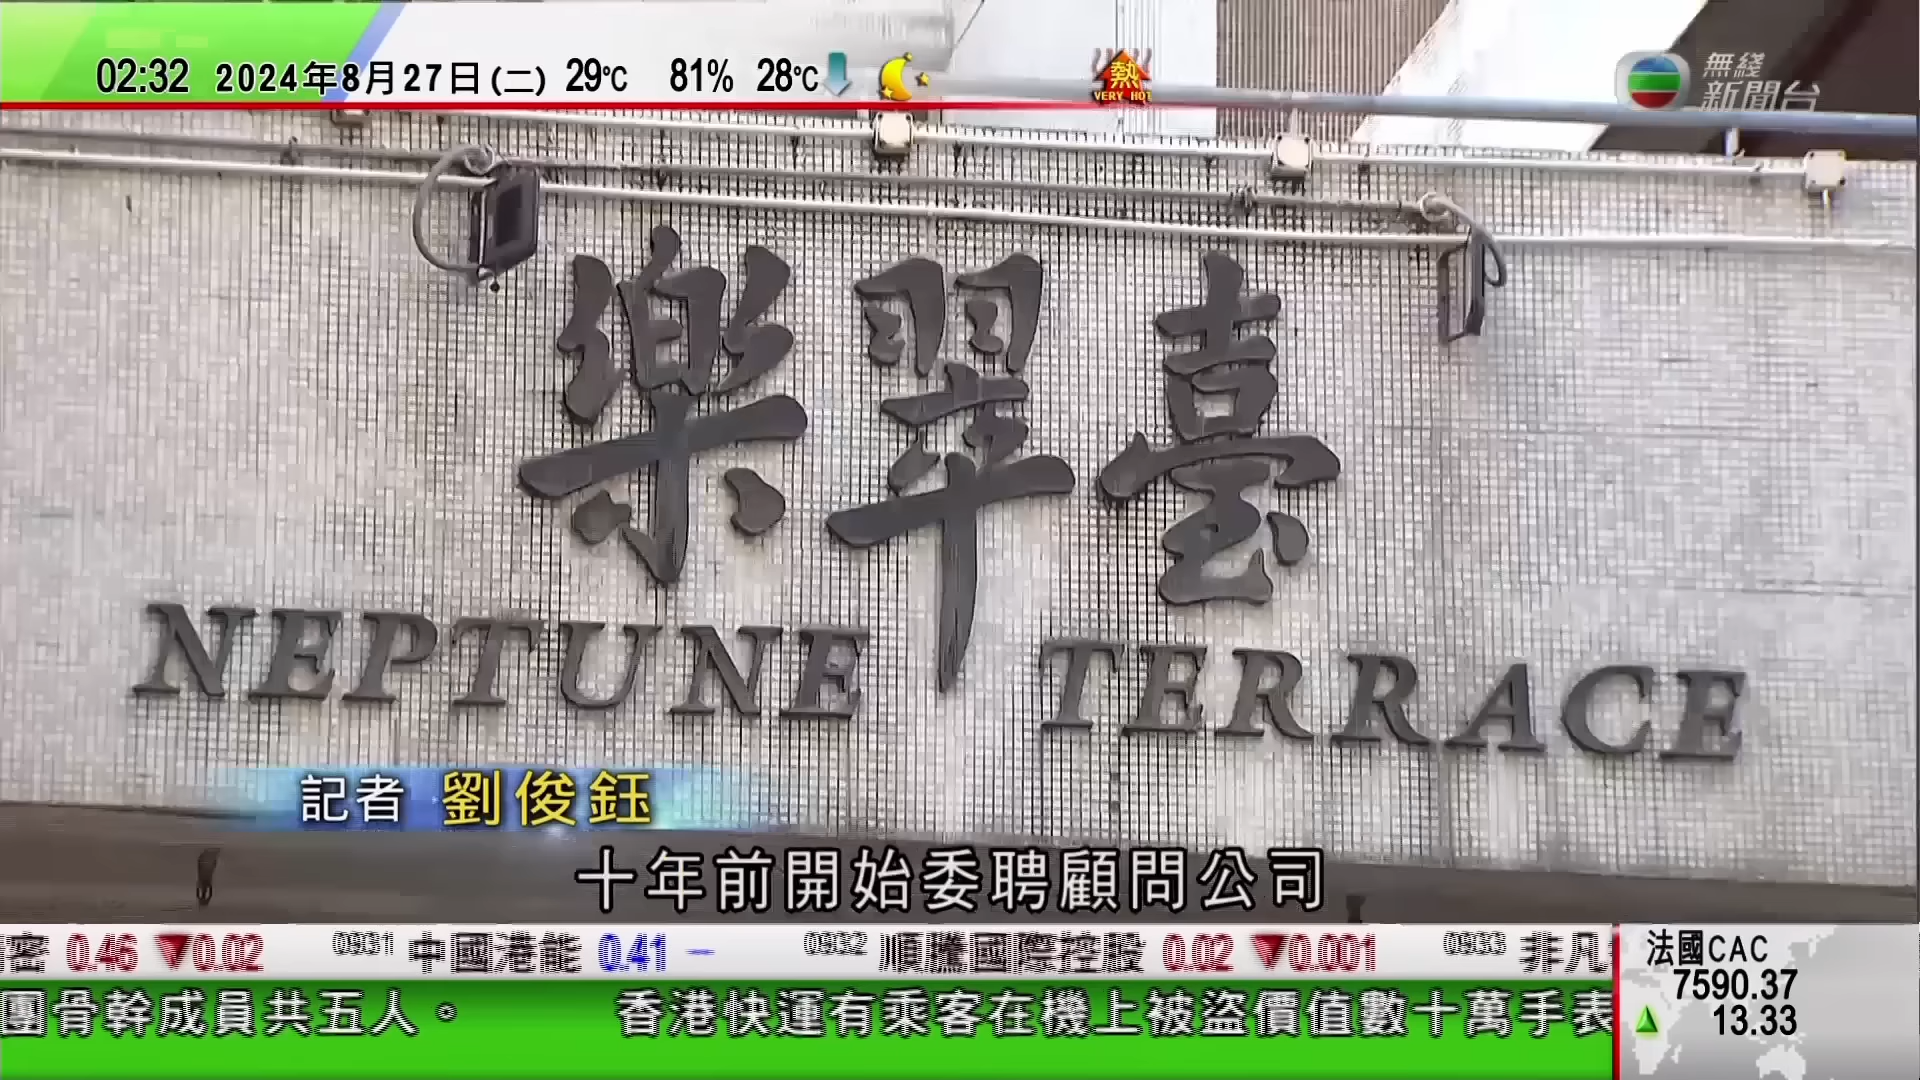 02:32 2024年8月27日(二) 29℃ 81% 28℃
熱
VERY HOT
無綫
新聞台
樂翠臺
NEPTUNE TERRACE
記者 劉俊鈺
十年前開始委聘顧問公司
密 0.46 ▼0.02 0931 中國港能 0.41 – 0932 順騰國際控股 0.02 ▼0.001 0933 非凡
團骨幹成員共五人。 香港快運有乘客在機上被盜價值數十萬手表
法國CAC
7590.37
▲ 13.33